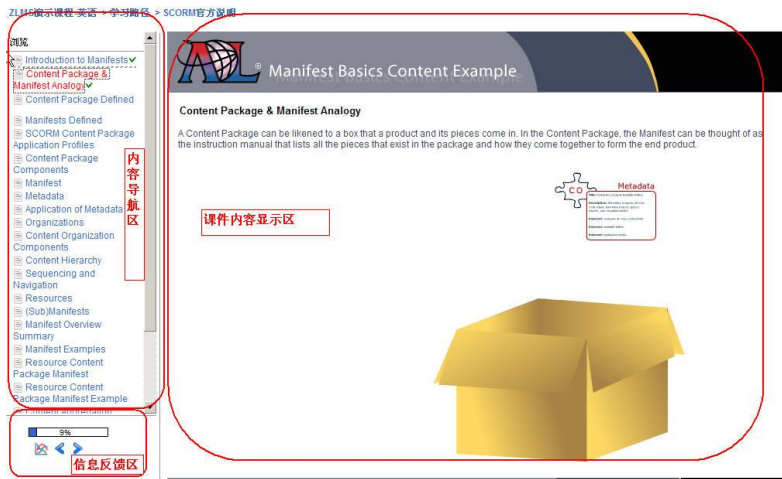 ZLMS演示课程-英语 > 学习路径 > SCORM官方说明
浏览
Introduction to Manifests
Content Package &
Manifest Analogy
Content Package Defined
Manifests Defined
SCORM Content Package
Application Profiles
Content Package
Components
Manifest
Metadata
Application of Metadata
Organizations
Content Organization
Components
Content Hierarchy
Sequencing and
Navigation
Resources
(Sub)Manifests
Manifest Overview
Summary
Manifest Examples
Resource Content
Package Manifest
Resource Content
Package Manifest Example
Content Aggregation
内容导航区
9%
信息反馈区
ADL ®
Manifest Basics Content Example
Content Package & Manifest Analogy
A Content Package can be likened to a box that a product and its pieces come in. In the Content Package, the Manifest can be thought of as
the instruction manual that lists all the pieces that exist in the package and how they come together to form the end product.
课件内容显示区
CO
Metadata